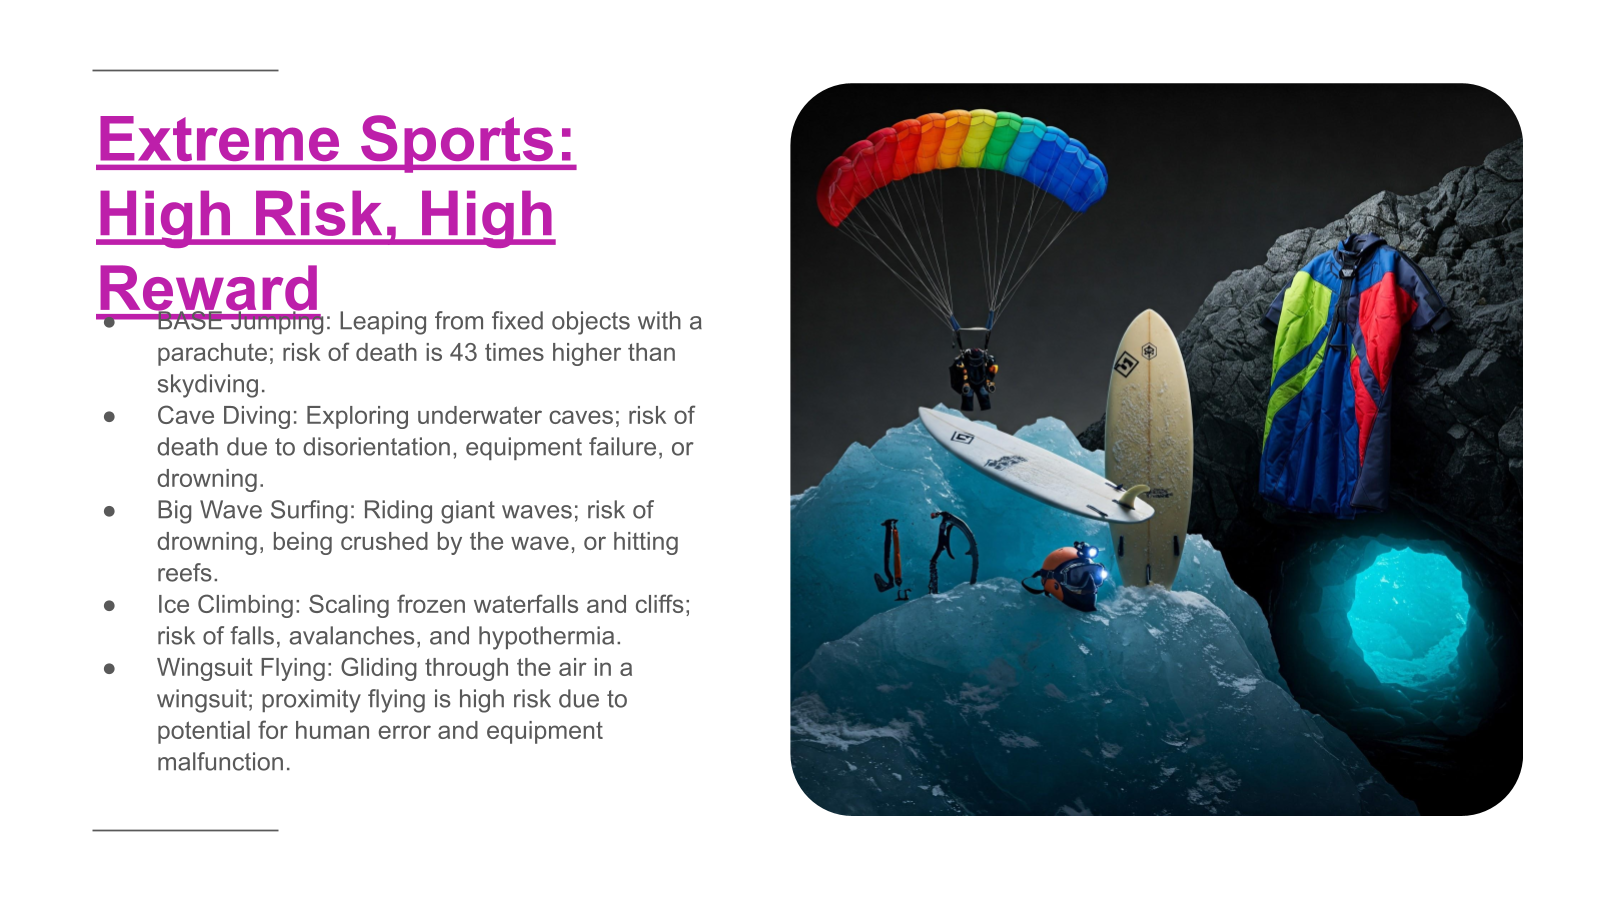 Extreme Sports:
High Risk, High
Reward
● BASE Jumping: Leaping from fixed objects with a
parachute; risk of death is 43 times higher than
skydiving.
● Cave Diving: Exploring underwater caves; risk of
death due to disorientation, equipment failure, or
drowning.
● Big Wave Surfing: Riding giant waves; risk of
drowning, being crushed by the wave, or hitting
reefs.
● Ice Climbing: Scaling frozen waterfalls and cliffs;
risk of falls, avalanches, and hypothermia.
● Wingsuit Flying: Gliding through the air in a
wingsuit; proximity flying is high risk due to
potential for human error and equipment
malfunction.